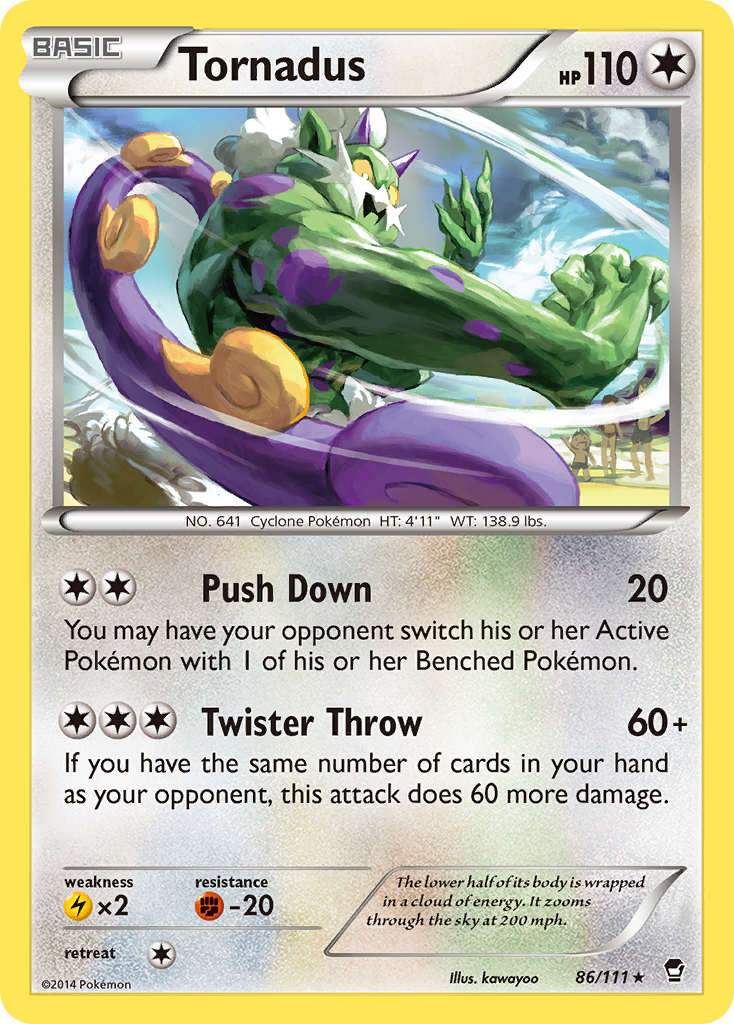 BASIC
Tornadus
HP110
NO. 641 Cyclone Pokémon HT: 4'11" WT: 138.9 lbs.
Push Down 20
You may have your opponent switch his or her Active
Pokémon with 1 of his or her Benched Pokémon.
Twister Throw 60+
If you have the same number of cards in your hand
as your opponent, this attack does 60 more damage.
weakness
×2
resistance
-20
The lower half of its body is wrapped
in a cloud of energy. It zooms
through the sky at 200 mph.
retreat
©2014 Pokémon
Illus. kawayoo
86/111 ★